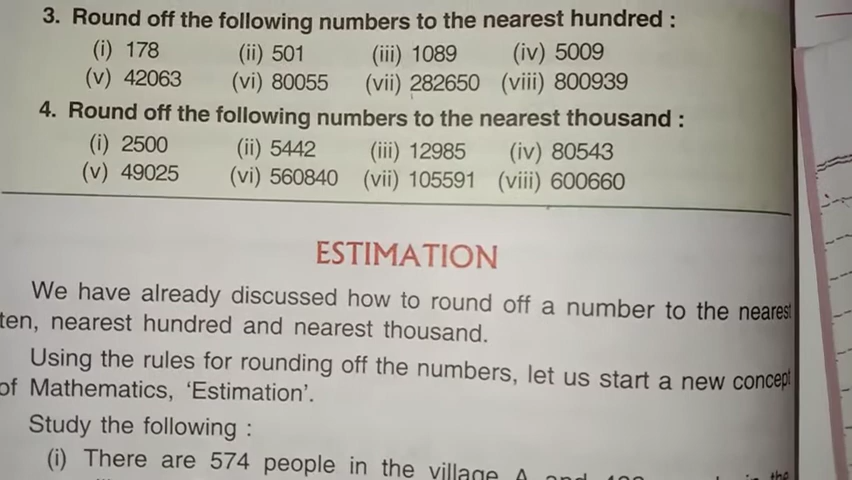 3. Round off the following numbers to the nearest hundred :
(i) 178 (ii) 501 (iii) 1089 (iv) 5009
(v) 42063 (vi) 80055 (vii) 282650 (viii) 800939
4. Round off the following numbers to the nearest thousand :
(i) 2500 (ii) 5442 (iii) 12985 (iv) 80543
(v) 49025 (vi) 560840 (vii) 105591 (viii) 600660
ESTIMATION
We have already discussed how to round off a number to the nearest
ten, nearest hundred and nearest thousand.
Using the rules for rounding off the numbers, let us start a new concept
of Mathematics, ‘Estimation’.
Study the following :
(i) There are 574 people in the village A and in the